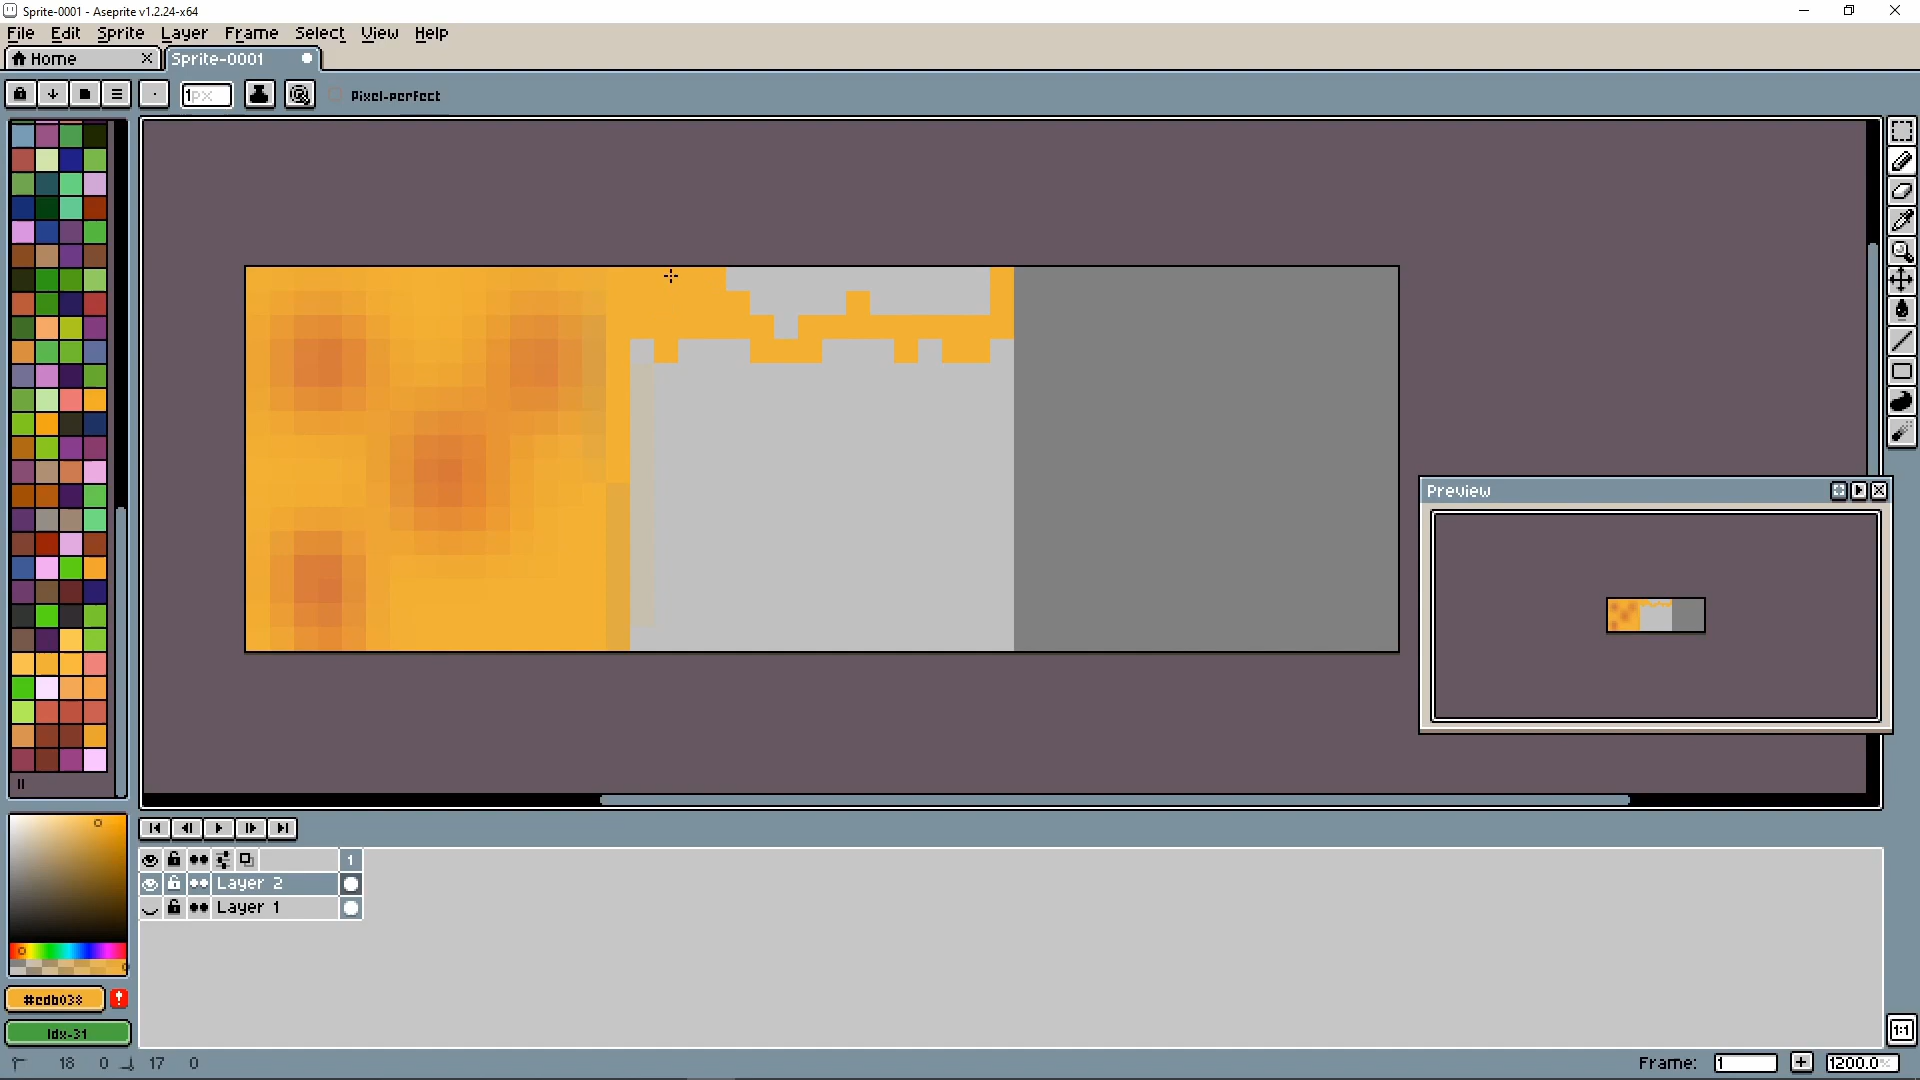 Sprite-0001 - Aseprite v1.2.24-x64
File Edit Sprite Layer Frame Select View Help
Home Sprite-0001
1px Pixel-perfect
Preview
1
Layer 2
Layer 1
#edb038
Idx-31
18 0 17 0
Frame: 1 + 1200.0%
1:1